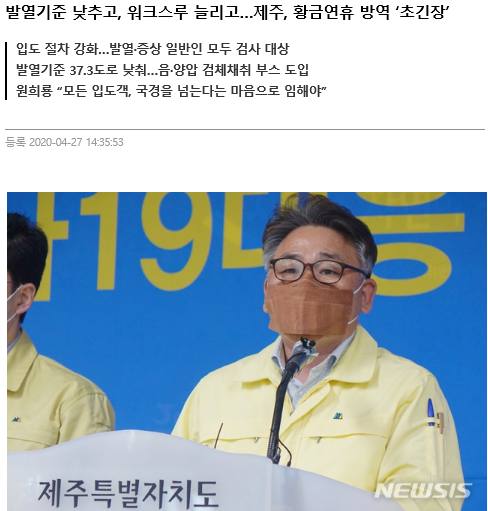 발열기준 낮추고, 워크스루 늘리고…제주, 황금연휴 방역 ‘초긴장’
입도 절차 강화…발열·증상 일반인 모두 검사 대상
발열기준 37.3도로 낮춰…음·양압 검체채취 부스 도입
원희룡 “모든 입도객, 국경을 넘는다는 마음으로 임해야”
등록 2020-04-27 14:35:53
19대응
제주특별자치도
NEWSIS